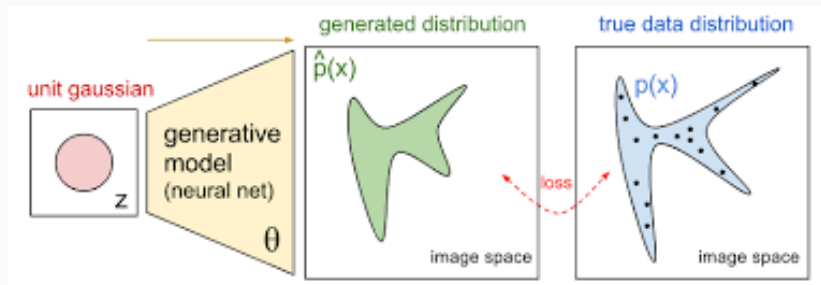 generated distribution
true data distribution
unit gaussian
z
generative
model
(neural net)
θ
p̂(x)
image space
loss
p(x)
image space